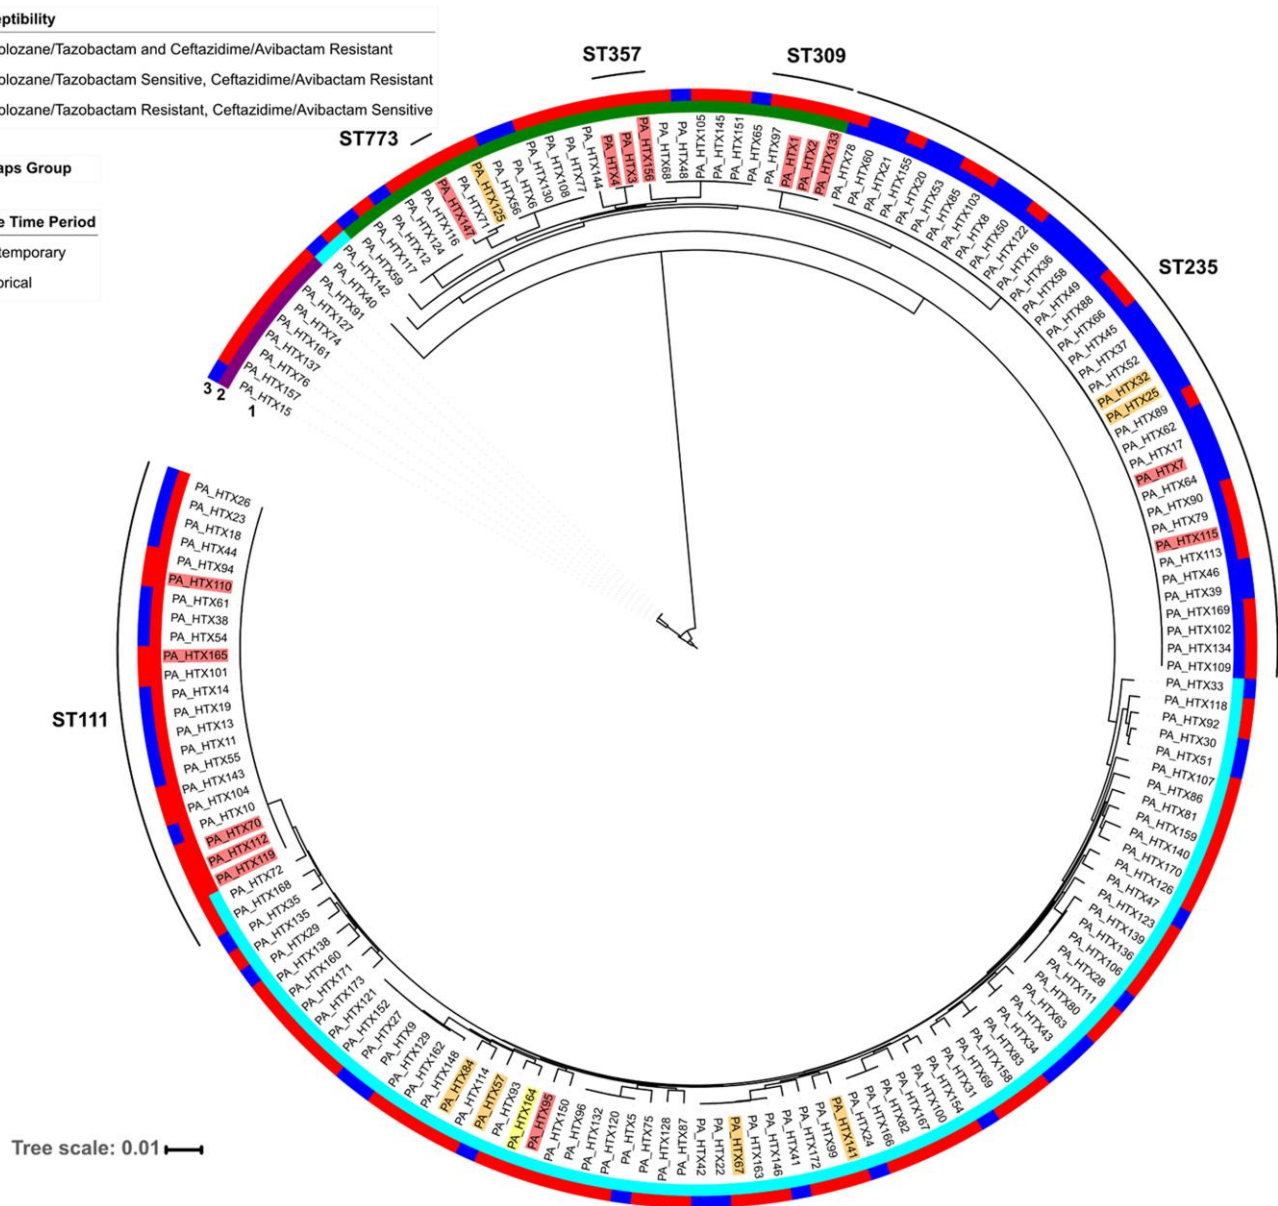 eptibility
olozane/Tazobactam and Ceftazidime/Avibactam Resistant
olozane/Tazobactam Sensitive, Ceftazidime/Avibactam Resistant
olozane/Tazobactam Resistant, Ceftazidime/Avibactam Sensitive
aps Group
e Time Period
temporary
orical
ST773
ST357
ST309
ST235
ST111
3
2
1
PA_HTX15
PA_HTX157
PA_HTX76
PA_HTX137
PA_HTX161
PA_HTX74
PA_HTX127
PA_HTX91
PA_HTX40
PA_HTX142
PA_HTX59
PA_HTX117
PA_HTX12
PA_HTX124
PA_HTX116
PA_HTX147
PA_HTX71
PA_HTX125
PA_HTX56
PA_HTX6
PA_HTX130
PA_HTX108
PA_HTX77
PA_HTX144
PA_HTX4
PA_HTX3
PA_HTX156
PA_HTX68
PA_HTX48
PA_HTX105
PA_HTX145
PA_HTX151
PA_HTX65
PA_HTX97
PA_HTX1
PA_HTX2
PA_HTX133
PA_HTX78
PA_HTX60
PA_HTX21
PA_HTX155
PA_HTX20
PA_HTX53
PA_HTX85
PA_HTX103
PA_HTX8
PA_HTX50
PA_HTX122
PA_HTX16
PA_HTX36
PA_HTX58
PA_HTX49
PA_HTX88
PA_HTX66
PA_HTX45
PA_HTX37
PA_HTX52
PA_HTX32
PA_HTX25
PA_HTX89
PA_HTX62
PA_HTX17
PA_HTX7
PA_HTX64
PA_HTX90
PA_HTX79
PA_HTX115
PA_HTX113
PA_HTX46
PA_HTX39
PA_HTX169
PA_HTX102
PA_HTX134
PA_HTX109
PA_HTX33
PA_HTX118
PA_HTX92
PA_HTX30
PA_HTX51
PA_HTX107
PA_HTX86
PA_HTX81
PA_HTX159
PA_HTX140
PA_HTX170
PA_HTX126
PA_HTX47
PA_HTX123
PA_HTX139
PA_HTX136
PA_HTX106
PA_HTX28
PA_HTX111
PA_HTX80
PA_HTX63
PA_HTX43
PA_HTX34
PA_HTX83
PA_HTX158
PA_HTX69
PA_HTX31
PA_HTX154
PA_HTX100
PA_HTX167
PA_HTX82
PA_HTX166
PA_HTX24
PA_HTX141
PA_HTX99
PA_HTX172
PA_HTX41
PA_HTX146
PA_HTX163
PA_HTX67
PA_HTX22
PA_HTX42
PA_HTX87
PA_HTX128
PA_HTX75
PA_HTX5
PA_HTX120
PA_HTX132
PA_HTX96
PA_HTX150
PA_HTX95
PA_HTX164
PA_HTX93
PA_HTX57
PA_HTX114
PA_HTX84
PA_HTX148
PA_HTX162
PA_HTX129
PA_HTX9
PA_HTX27
PA_HTX152
PA_HTX121
PA_HTX173
PA_HTX171
PA_HTX160
PA_HTX138
PA_HTX29
PA_HTX135
PA_HTX35
PA_HTX168
PA_HTX72
PA_HTX119
PA_HTX112
PA_HTX70
PA_HTX10
PA_HTX104
PA_HTX143
PA_HTX55
PA_HTX11
PA_HTX13
PA_HTX19
PA_HTX14
PA_HTX101
PA_HTX165
PA_HTX54
PA_HTX38
PA_HTX61
PA_HTX110
PA_HTX94
PA_HTX44
PA_HTX18
PA_HTX23
PA_HTX26
Tree scale: 0.01